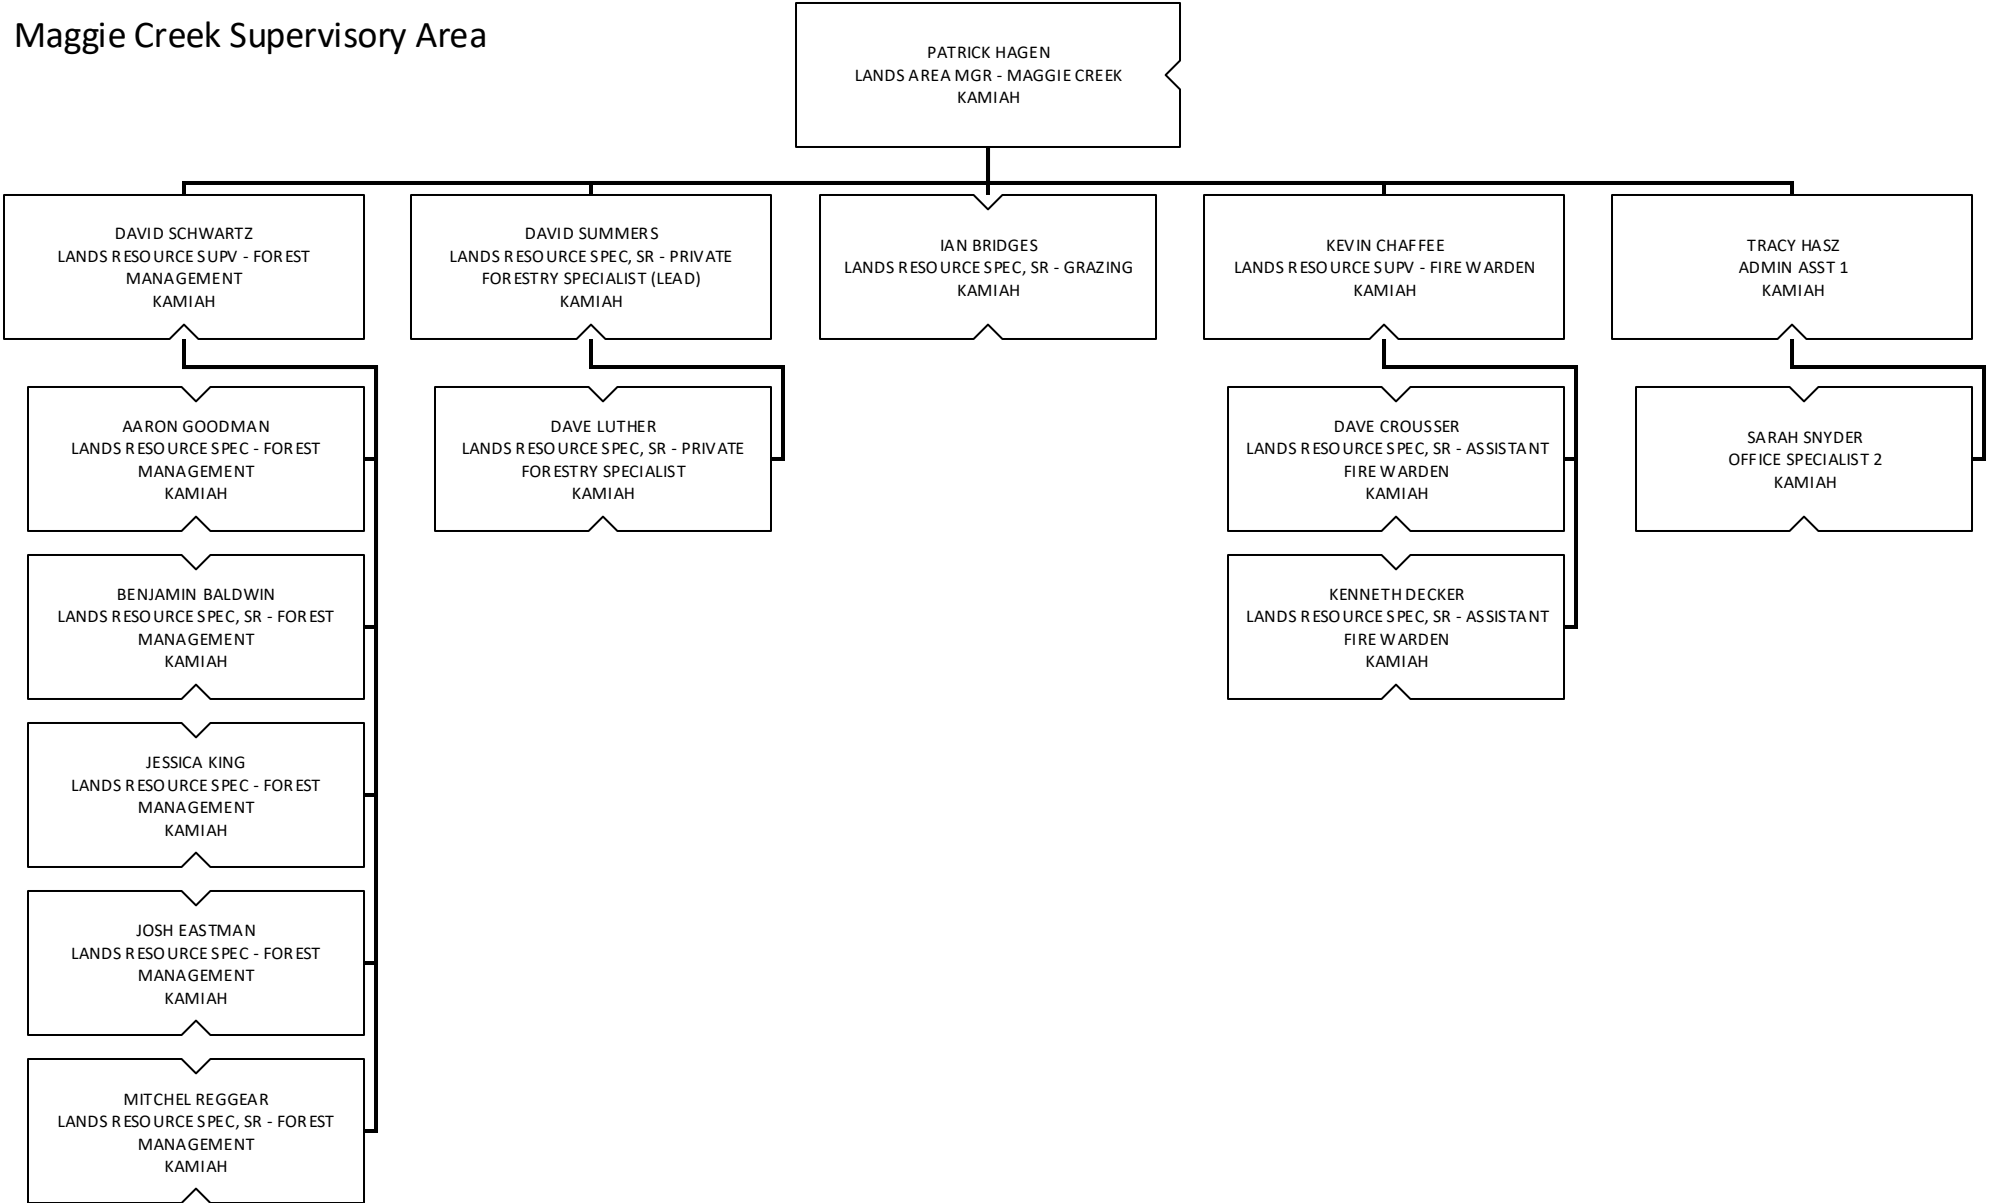 Maggie Creek Supervisory Area
PATRICK HAGEN
LANDS AREA MGR - MAGGIE CREEK
KAMIAH
DAVID SCHWARTZ
LANDS RESOURCE SUPV - FOREST
MANAGEMENT
KAMIAH
DAVID SUMMERS
LANDS RESOURCE SPEC, SR - PRIVATE
FORESTRY SPECIALIST (LEAD)
KAMIAH
IAN BRIDGES
LANDS RESOURCE SPEC, SR - GRAZING
KAMIAH
KEVIN CHAFFEE
LANDS RESOURCE SUPV - FIRE WARDEN
KAMIAH
TRACY HASZ
ADMIN ASST 1
KAMIAH
AARON GOODMAN
LANDS RESOURCE SPEC - FOREST
MANAGEMENT
KAMIAH
DAVE LUTHER
LANDS RESOURCE SPEC, SR - PRIVATE
FORESTRY SPECIALIST
KAMIAH
DAVE CROUSSER
LANDS RESOURCE SPEC, SR - ASSISTANT
FIRE WARDEN
KAMIAH
SARAH SNYDER
OFFICE SPECIALIST 2
KAMIAH
BENJAMIN BALDWIN
LANDS RESOURCE SPEC, SR - FOREST
MANAGEMENT
KAMIAH
KENNETH DECKER
LANDS RESOURCE SPEC, SR - ASSISTANT
FIRE WARDEN
KAMIAH
JESSICA KING
LANDS RESOURCE SPEC - FOREST
MANAGEMENT
KAMIAH
JOSH EASTMAN
LANDS RESOURCE SPEC - FOREST
MANAGEMENT
KAMIAH
MITCHEL REGGEAR
LANDS RESOURCE SPEC, SR - FOREST
MANAGEMENT
KAMIAH